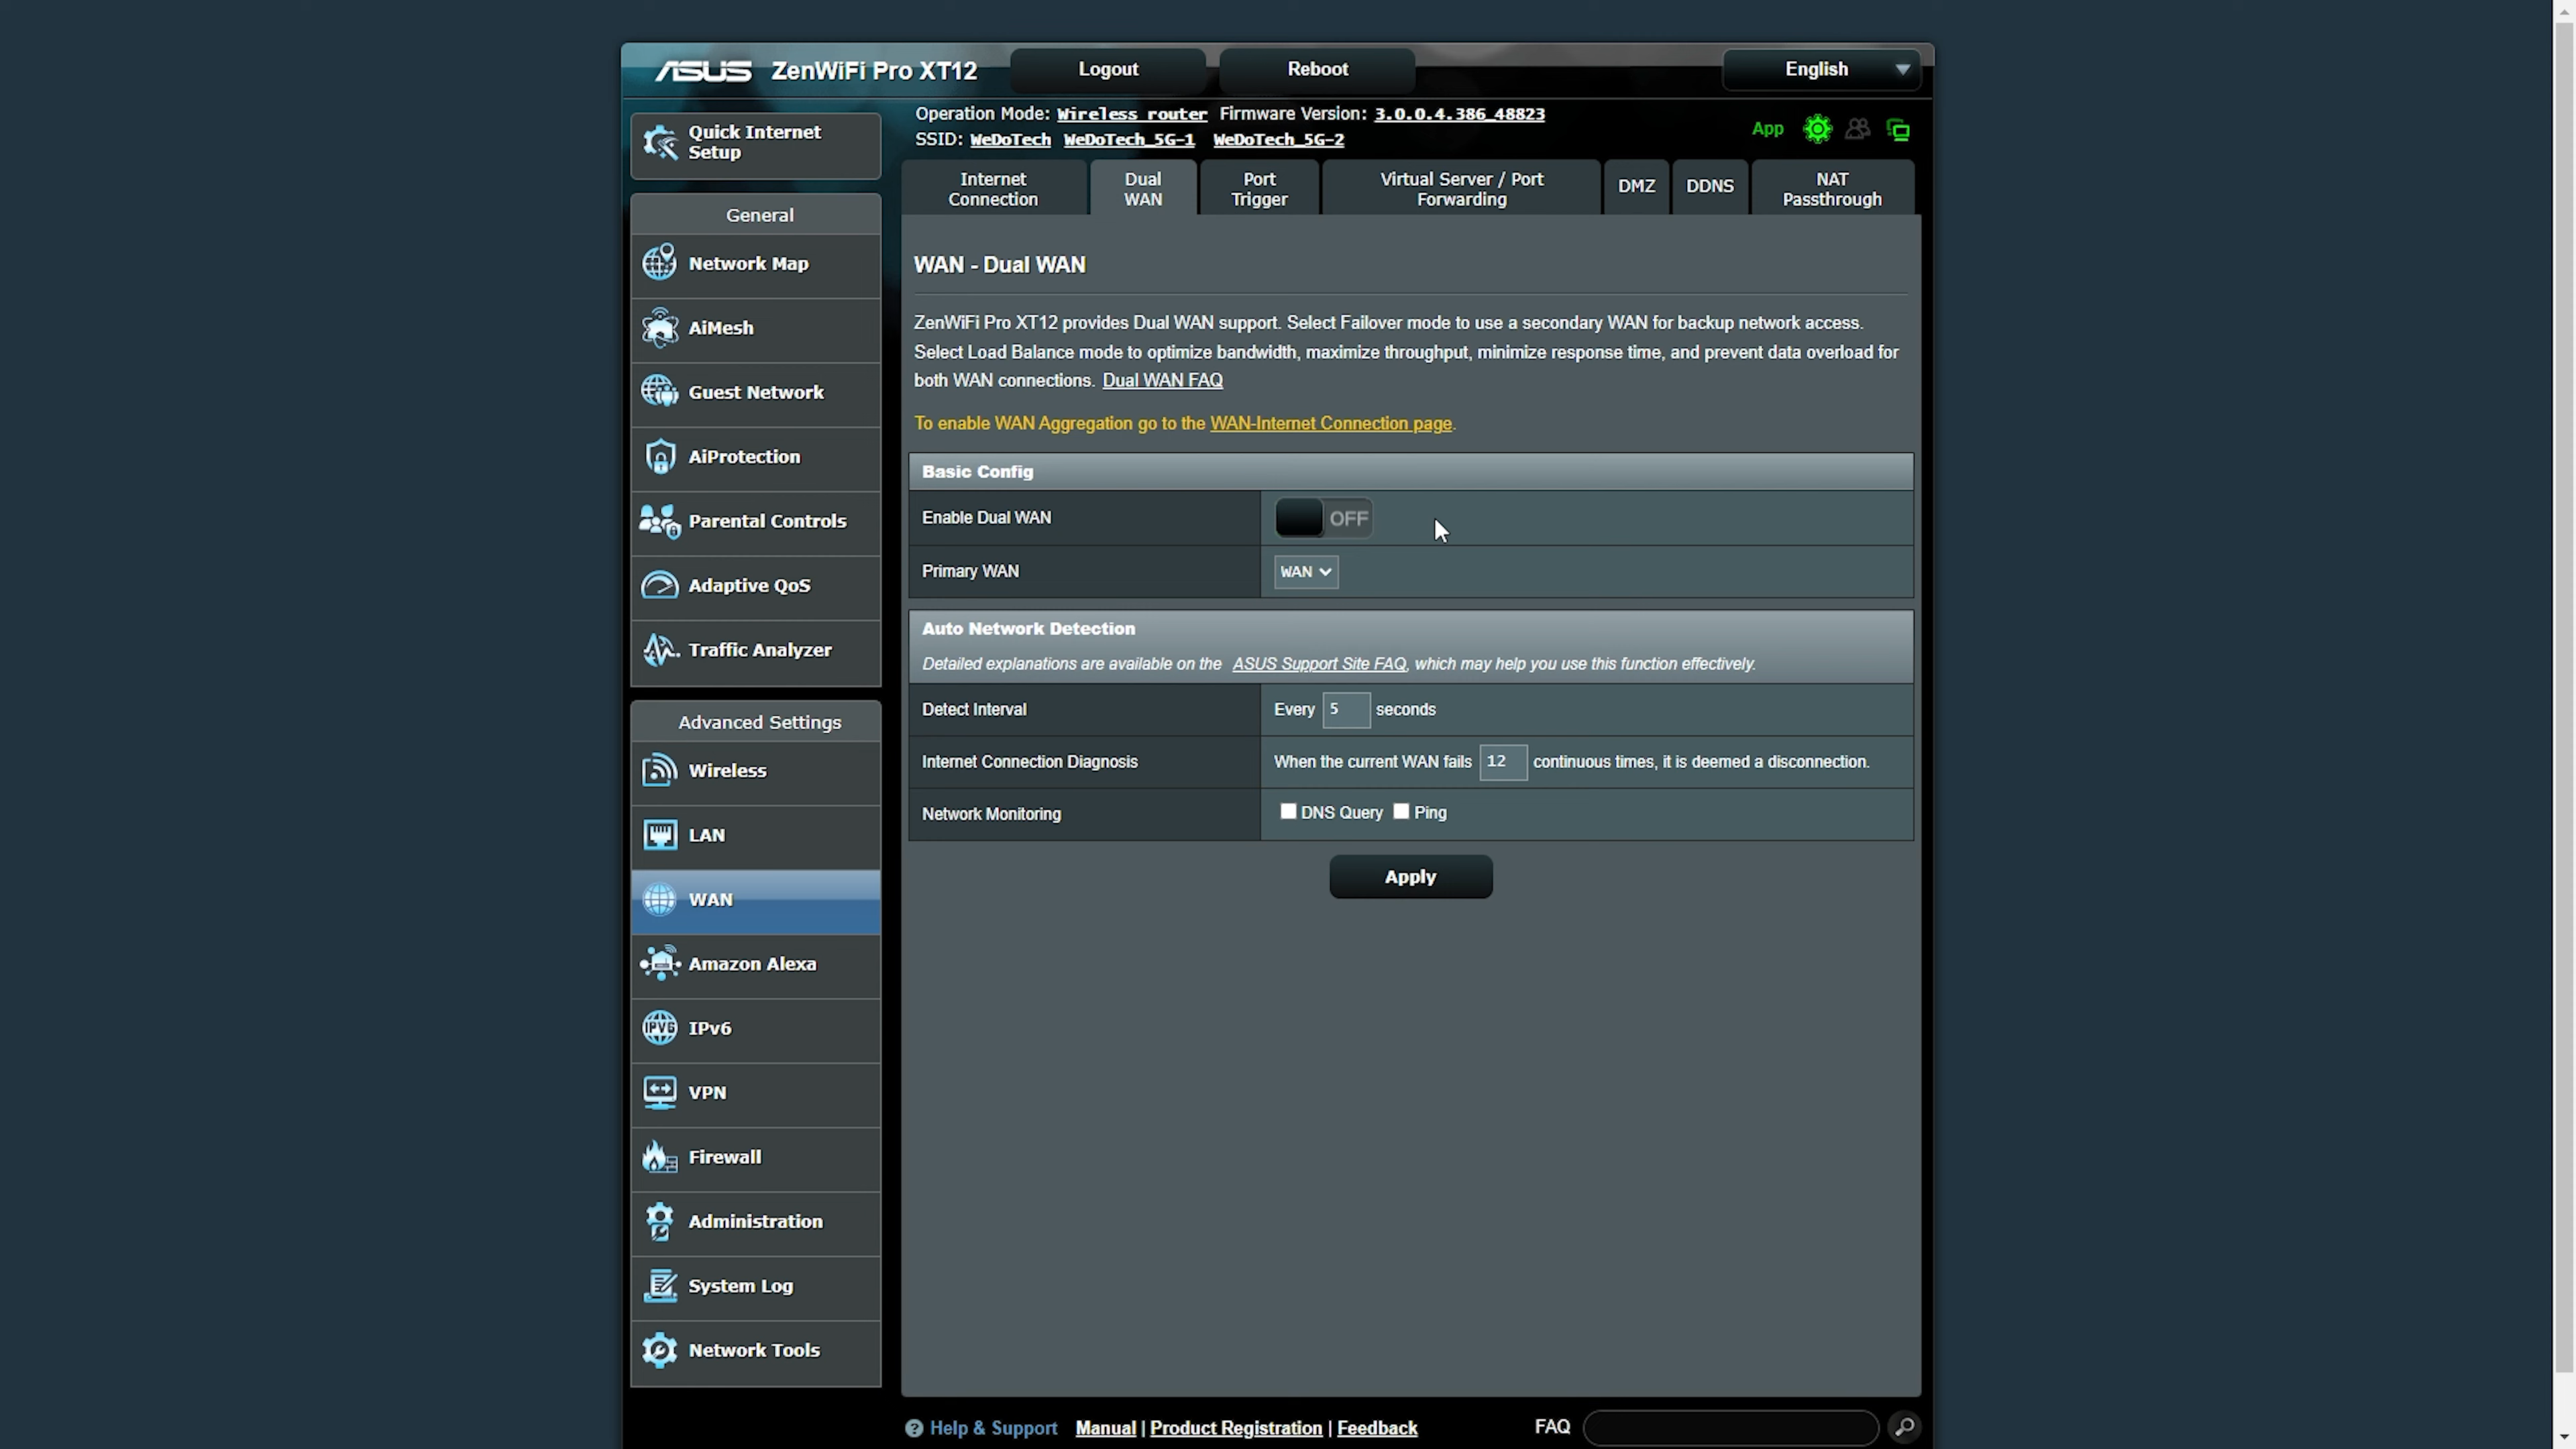 ASUS ZenWiFi Pro XT12 Logout Reboot English
Operation Mode: Wireless router Firmware Version: 3.0.0.4.386_48823
SSID: WeDoTech WeDoTech_5G-1 WeDoTech_5G-2
App
Quick Internet
Setup
General
Network Map
AiMesh
Guest Network
AiProtection
Parental Controls
Adaptive QoS
Traffic Analyzer
Advanced Settings
Wireless
LAN
WAN
Amazon Alexa
IPV6 IPv6
VPN
Firewall
Administration
System Log
Network Tools
Internet
Connection
Dual
WAN
Port
Trigger
Virtual Server / Port
Forwarding
DMZ
DDNS
NAT
Passthrough
WAN - Dual WAN
ZenWiFi Pro XT12 provides Dual WAN support. Select Failover mode to use a secondary WAN for backup network access.
Select Load Balance mode to optimize bandwidth, maximize throughput, minimize response time, and prevent data overload for
both WAN connections. Dual WAN FAQ
To enable WAN Aggregation go to the WAN-Internet Connection page.
Basic Config
Enable Dual WAN OFF
Primary WAN WAN
Auto Network Detection
Detailed explanations are available on the ASUS Support Site FAQ, which may help you use this function effectively.
Detect Interval Every 5 seconds
Internet Connection Diagnosis When the current WAN fails 12 continuous times, it is deemed a disconnection.
Network Monitoring DNS Query Ping
Apply
? Help & Support Manual | Product Registration | Feedback FAQ